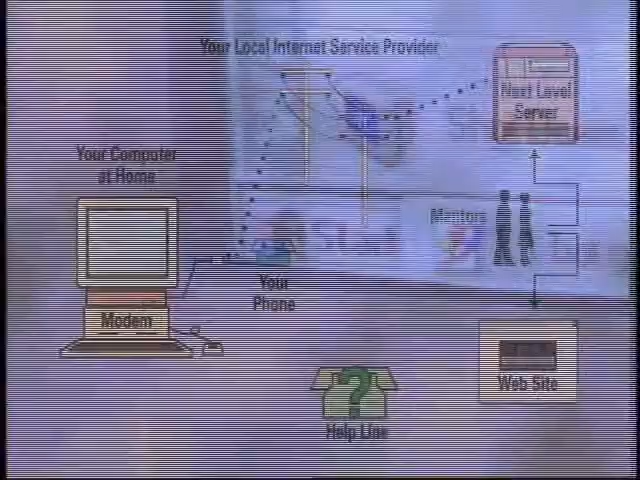 Your Local Internet Service Provider
Next Level
Server
Your Computer
at Home
Mentors
Start
Your
Phone
Modem
Web Site
Help Line